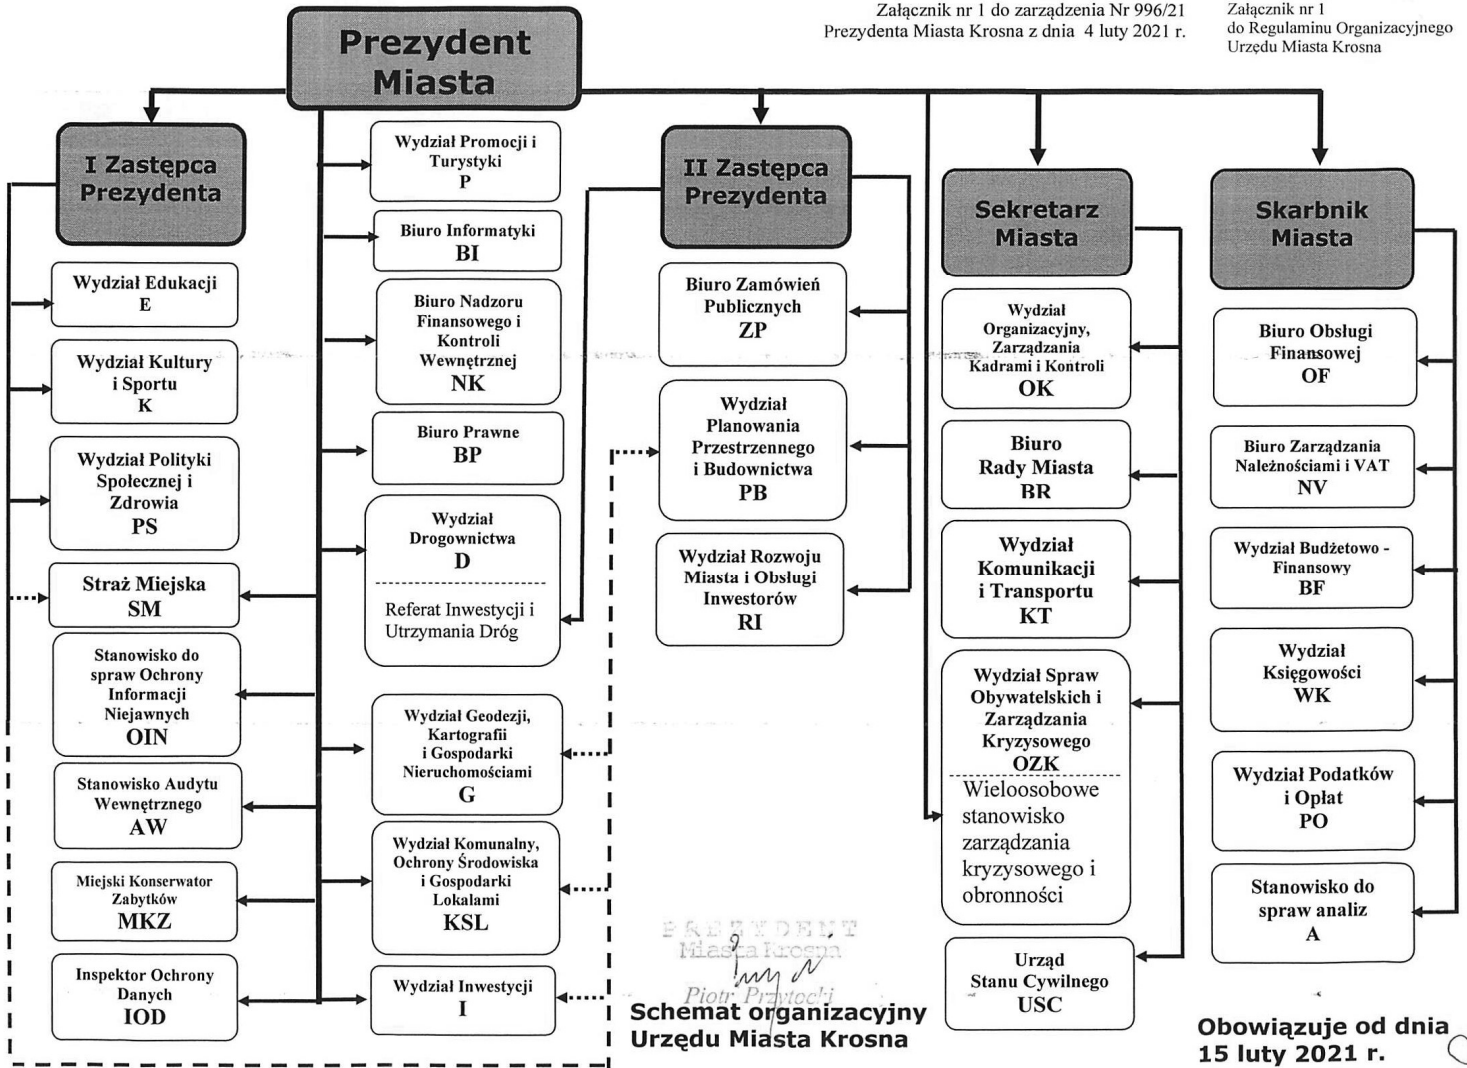 Załącznik nr 1 do zarządzenia Nr 996/21
Prezydenta Miasta Krosna z dnia 4 luty 2021 r.
Załącznik nr 1
do Regulaminu Organizacyjnego
Urzędu Miasta Krosna
Prezydent
Miasta
I Zastępca
Prezydenta
Wydział Edukacji
E
Wydział Kultury
i Sportu
K
Wydział Polityki
Społecznej i
Zdrowia
PS
Straż Miejska
SM
Stanowisko do
spraw Ochrony
Informacji
Niejawnych
OIN
Stanowisko Audytu
Wewnętrznego
AW
Miejski Konserwator
Zabytków
MKZ
Inspektor Ochrony
Danych
IOD
Wydział Promocji i
Turystyki
P
Biuro Informatyki
BI
Biuro Nadzoru
Finansowego i
Kontroli
Wewnętrznej
NK
Biuro Prawne
BP
Wydział
Drogownictwa
D
Referat Inwestycji i
Utrzymania Dróg
Wydział Geodezji,
Kartografii
i Gospodarki
Nieruchomościami
G
Wydział Komunalny,
Ochrony Środowiska
i Gospodarki
Lokalami
KSL
Wydział Inwestycji
I
II Zastępca
Prezydenta
Biuro Zamówień
Publicznych
ZP
Wydział
Planowania
Przestrzennego
i Budownictwa
PB
Wydział Rozwoju
Miasta i Obsługi
Inwestorów
RI
Sekretarz
Miasta
Wydział
Organizacyjny,
Zarządzania
Kadrami i Kontroli
OK
Biuro
Rady Miasta
BR
Wydział
Komunikacji
i Transportu
KT
Wydział Spraw
Obywatelskich i
Zarządzania
Kryzysowego
OZK
Wieloosobowe
stanowisko
zarządzania
kryzysowego i
obronności
Urząd
Stanu Cywilnego
USC
Skarbnik
Miasta
Biuro Obsługi
Finansowej
OF
Biuro Zarządzania
Należnościami i VAT
NV
Wydział Budżetowo -
Finansowy
BF
Wydział
Księgowości
WK
Wydział Podatków
i Opłat
PO
Stanowisko do
spraw analiz
A
PREZYDENT
Miasta Krosna
Piotr Przytocki
Schemat organizacyjny
Urzędu Miasta Krosna
Obowiązuje od dnia
15 luty 2021 r.